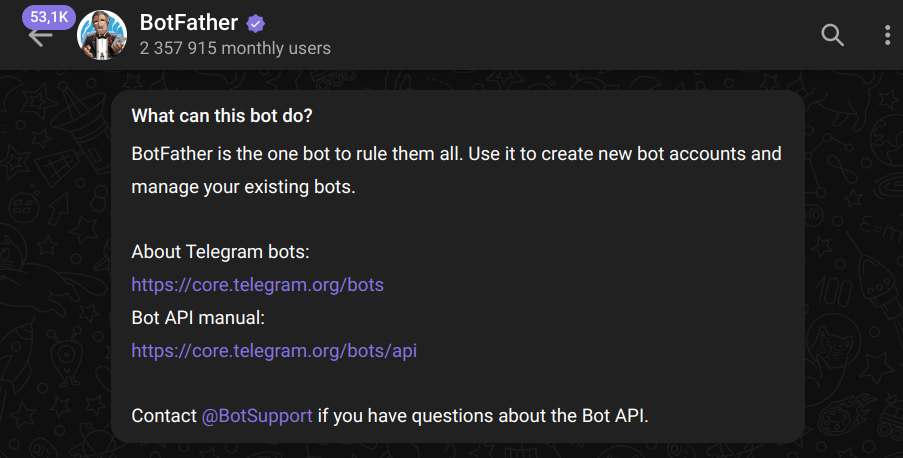 53,1K
BotFather
2 357 915 monthly users
What can this bot do?
BotFather is the one bot to rule them all. Use it to create new bot accounts and
manage your existing bots.
About Telegram bots:
https://core.telegram.org/bots
Bot API manual:
https://core.telegram.org/bots/api
Contact @BotSupport if you have questions about the Bot API.